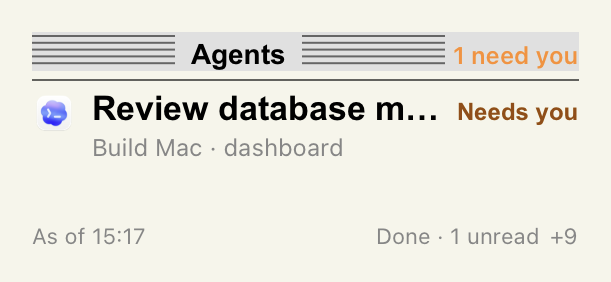 Agents 1 need you
Review database m… Needs you
Build Mac · dashboard
As of 15:17 Done · 1 unread +9